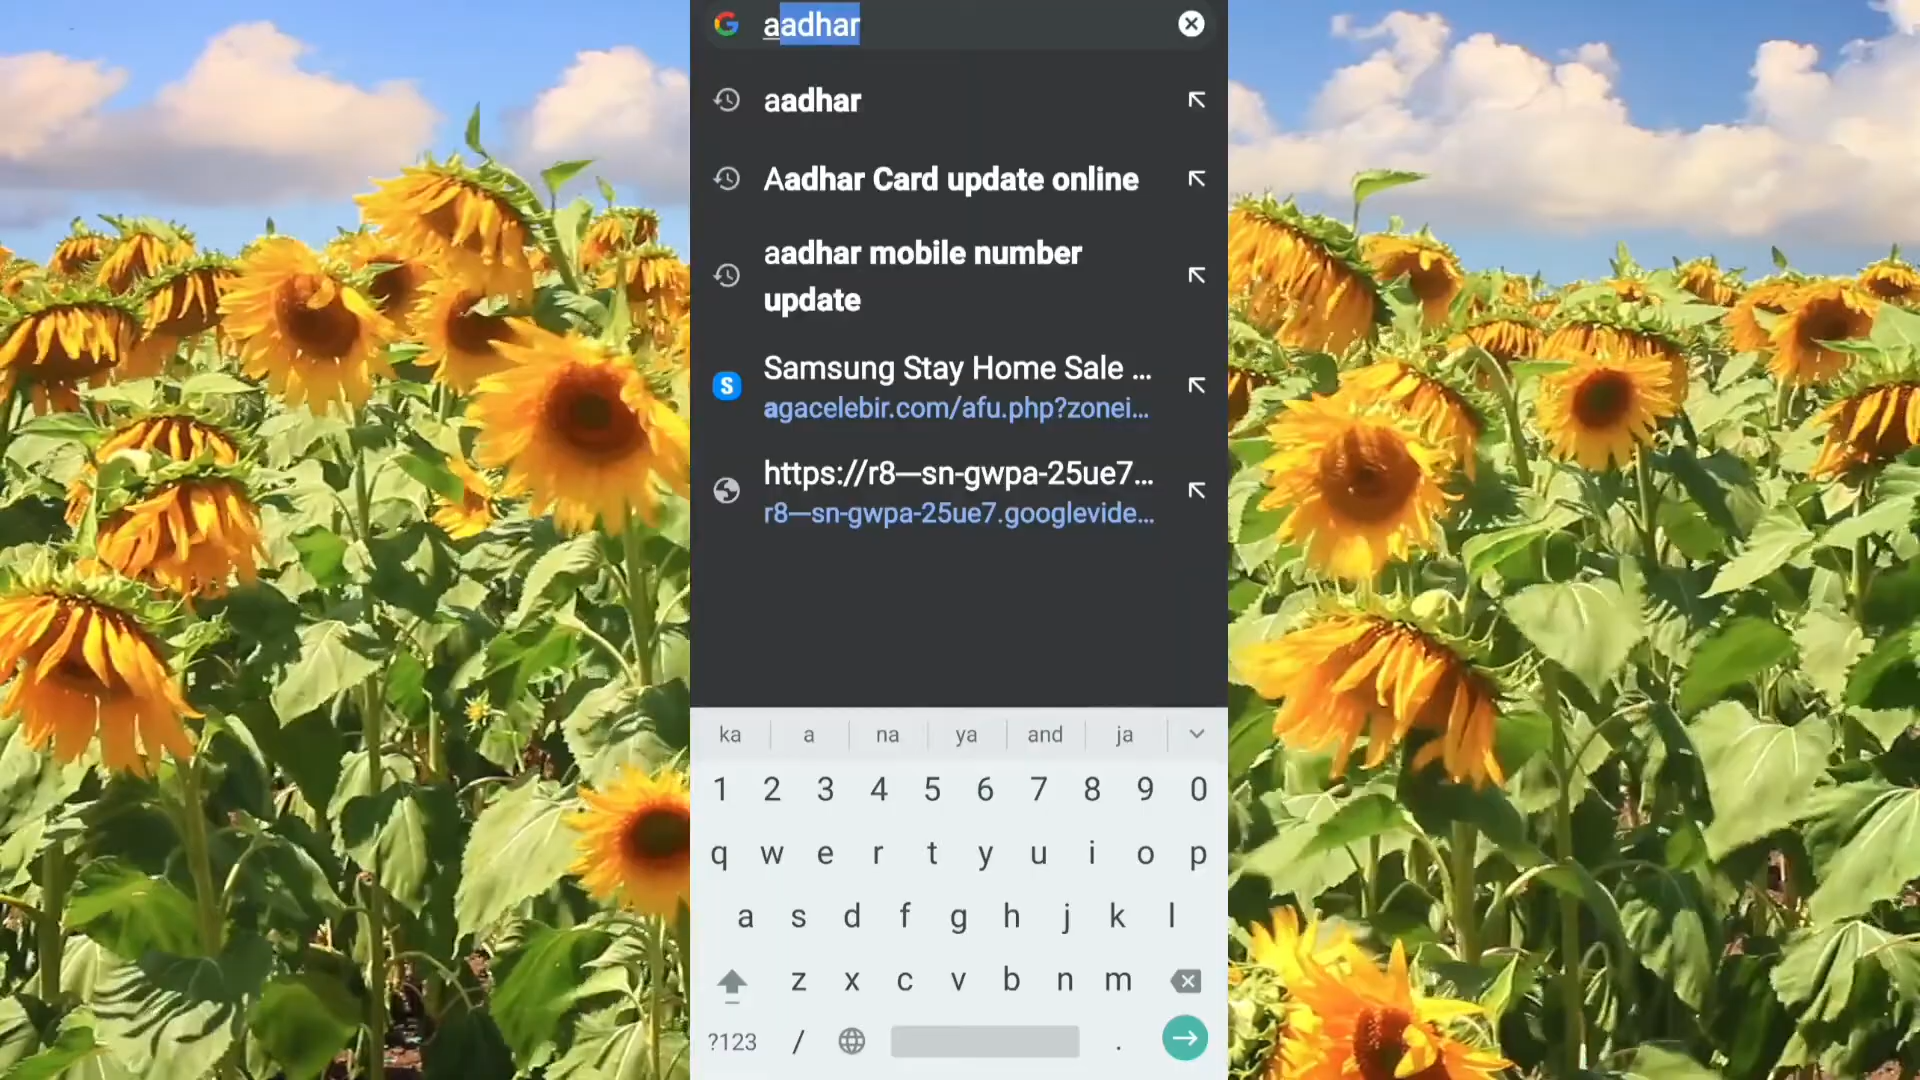 aadhar
aadhar
Aadhar Card update online
aadhar mobile number
update
S
Samsung Stay Home Sale ...
agacelebir.com/afu.php?zonei...
https://r8—sn-gwpa-25ue7...
r8—sn-gwpa-25ue7.googlevide...
ka a na ya and ja
1 2 3 4 5 6 7 8 9 0
q w e r t y u i o p
a s d f g h j k l
z x c v b n m
?123 / .